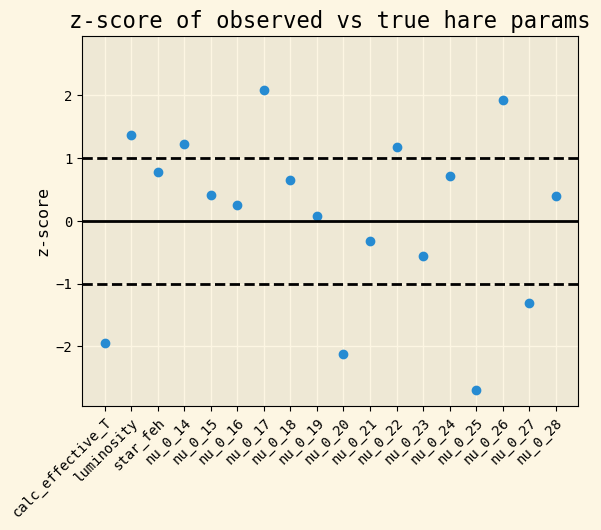 z-score of observed vs true hare params
z-score
2
1
0
−1
−2
calc_effective_T
luminosity
star_feh
nu_0_14
nu_0_15
nu_0_16
nu_0_17
nu_0_18
nu_0_19
nu_0_20
nu_0_21
nu_0_22
nu_0_23
nu_0_24
nu_0_25
nu_0_26
nu_0_27
nu_0_28